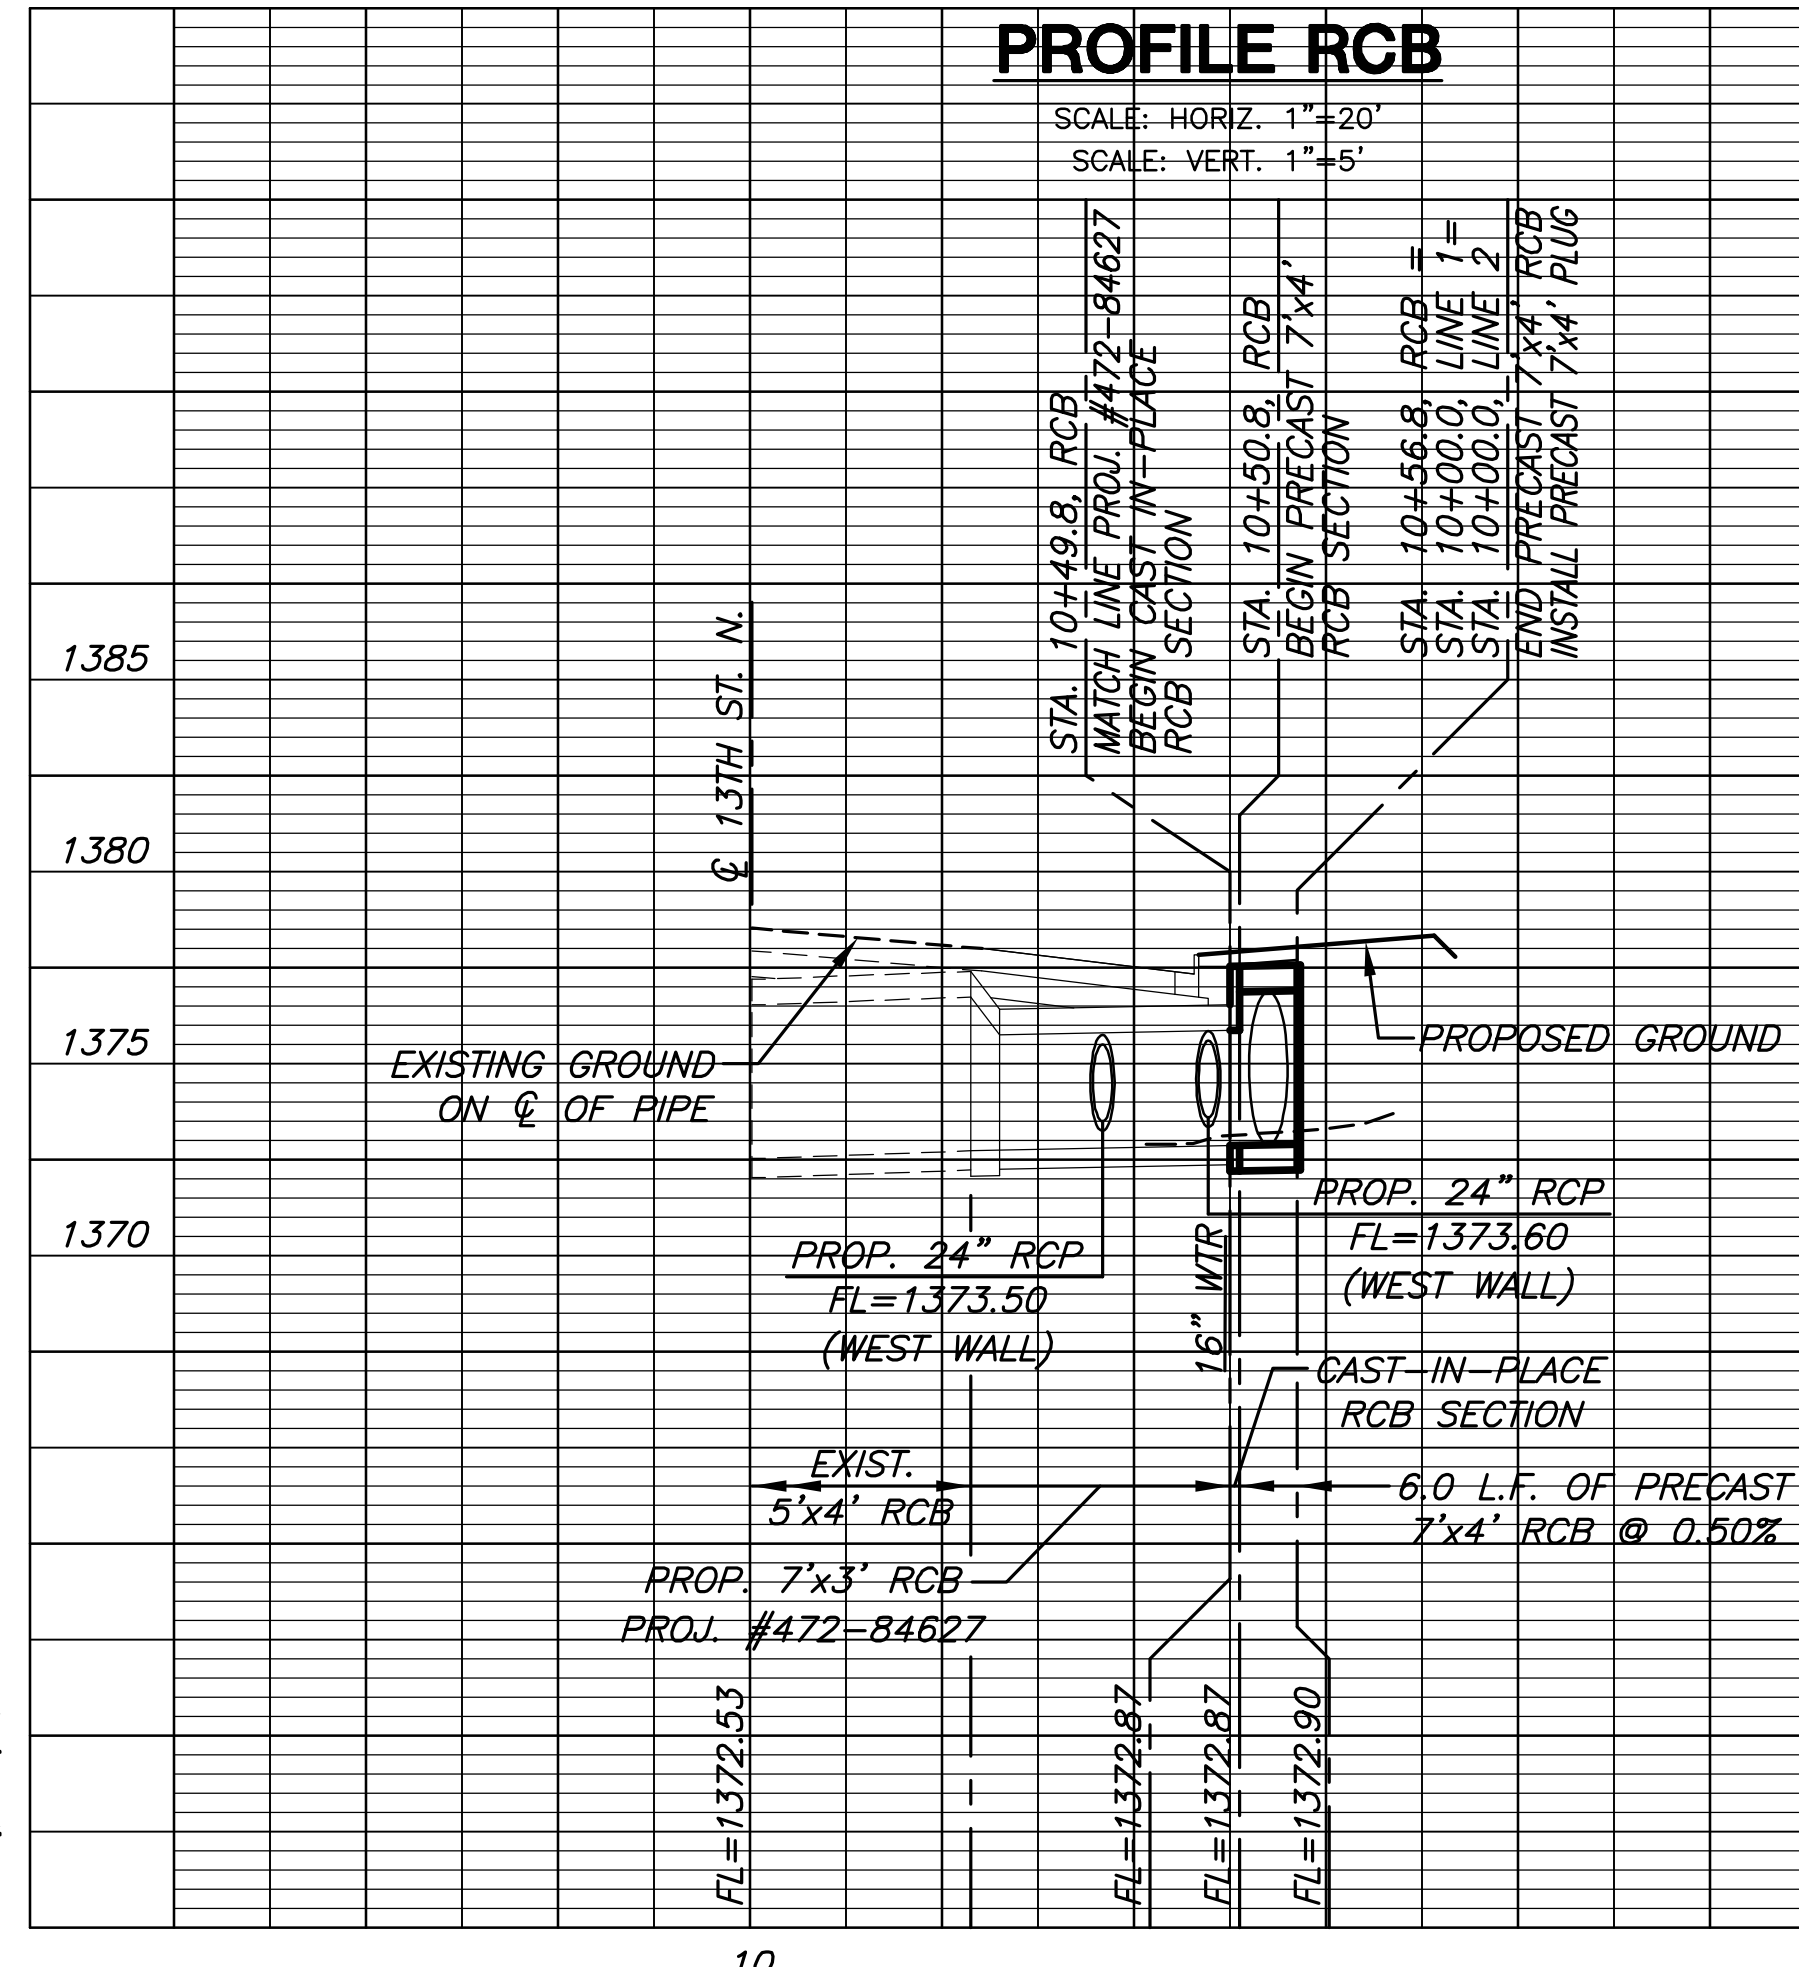 PROFILE RCB
SCALE: HORIZ. 1"=20'
SCALE: VERT. 1"=5'
STA. 10+49.8, RCB
MATCH LINE PROJ. #472-84627
BEGIN CAST IN-PLACE
RCB SECTION
STA. 10+50.8, RCB
BEGIN PRECAST 7'x4'
RCB SECTION
STA. 10+56.8, RCB =
STA. 10+00.0, LINE 1=
STA. 10+00.0, LINE 2
END PRECAST 7'x4' RCB
INSTALL PRECAST 7'x4' PLUG
℄ 13TH ST. N.
1385
1380
1375
1370
EXISTING GROUND
ON ℄ OF PIPE
PROPOSED GROUND
PROP. 24" RCP
FL=1373.50
(WEST WALL)
16" WTR
PROP. 24" RCP
FL=1373.60
(WEST WALL)
CAST-IN-PLACE
RCB SECTION
EXIST.
5'x4' RCB
6.0 L.F. OF PRECAST
7'x4' RCB @ 0.50%
PROP. 7'x3' RCB
PROJ. #472-84627
FL=1372.53
FL=1372.87
FL=1372.87
FL=1372.90
10